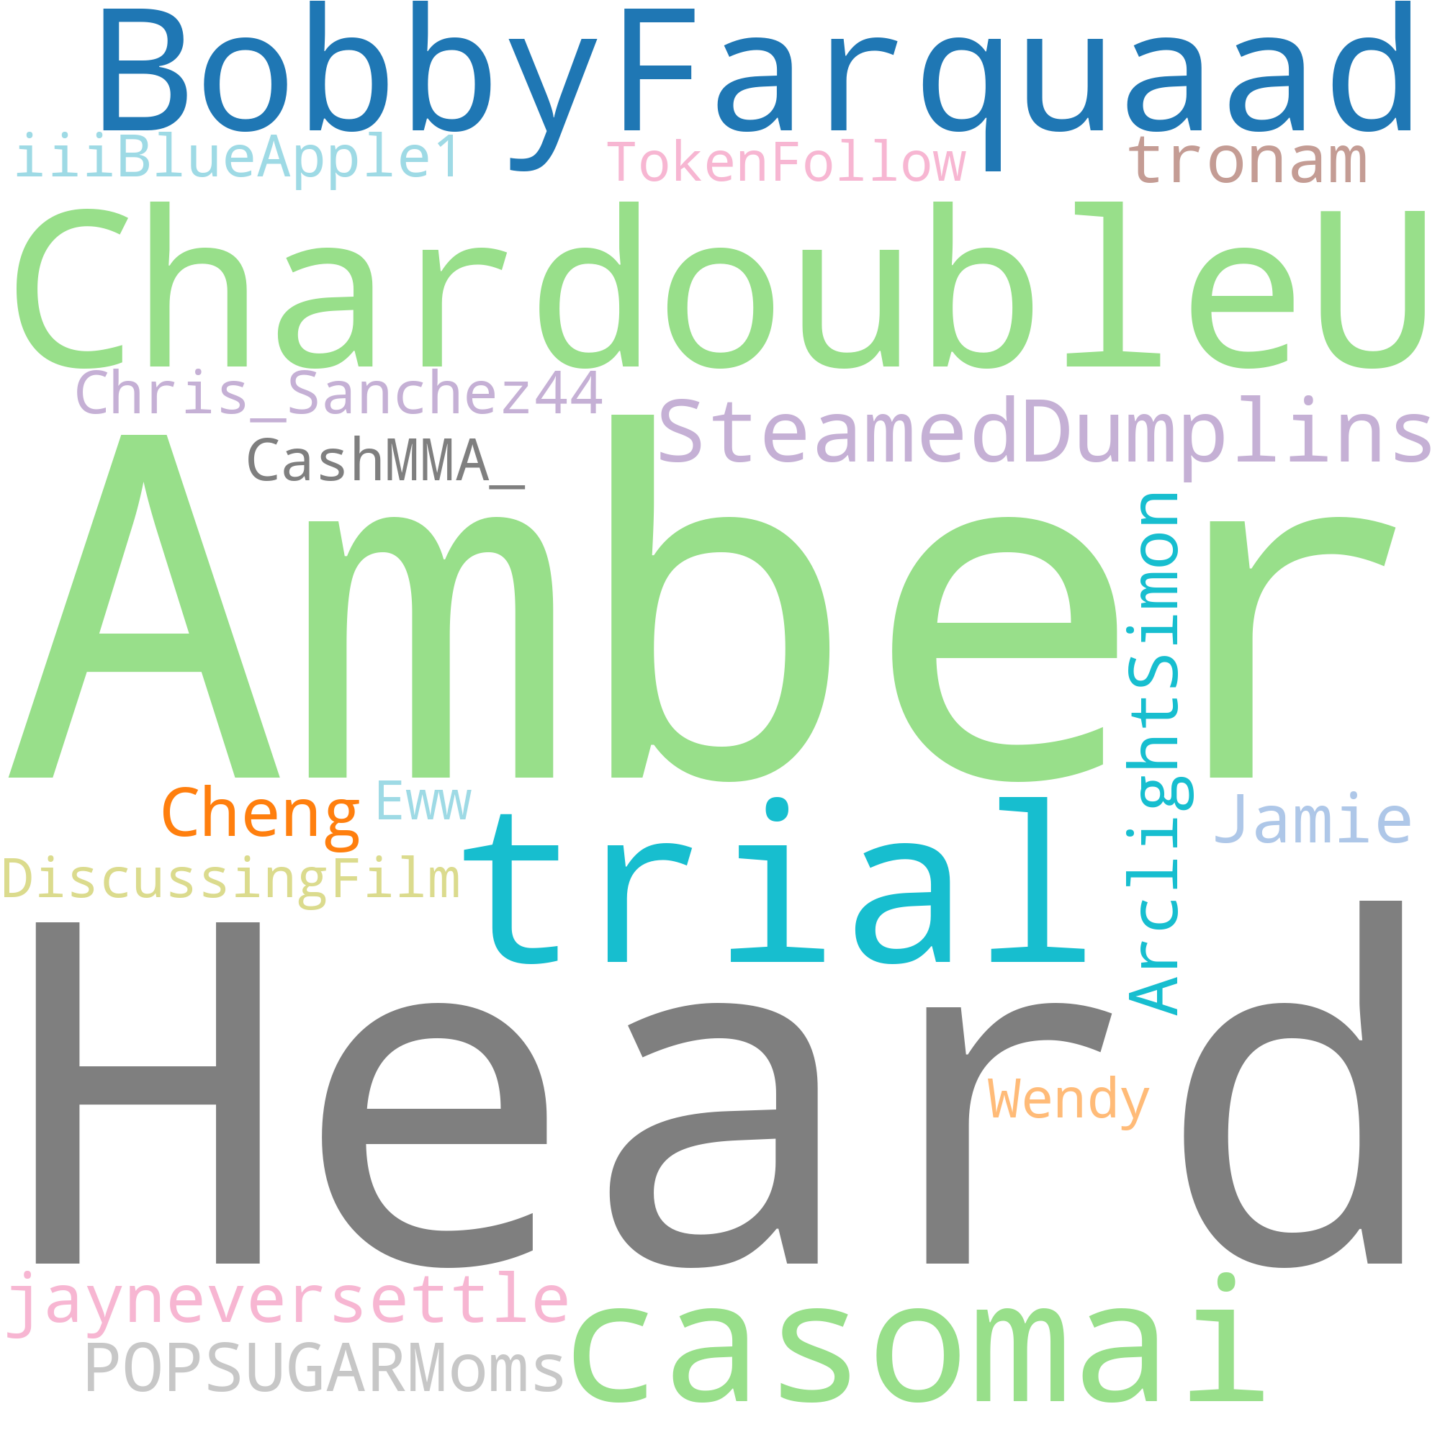 BobbyFarquaad
iiiBlueApple1
TokenFollow
tronam
ChardoubleU
Chris_Sanchez44
SteamedDumplins
CashMMA_
Amber
ArclightSimon
Cheng
Eww
trial
Jamie
DiscussingFilm
Heard
Wendy
jayneversettle
casomai
POPSUGARMoms